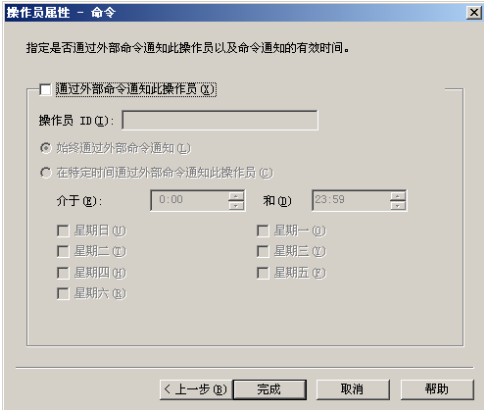 操作员属性 - 命令
指定是否通过外部命令通知此操作员以及命令通知的有效时间。
通过外部命令通知此操作员(X)
操作员 ID(I):
始终通过外部命令通知(L)
在特定时间通过外部命令通知此操作员(C)
介于(E): 0:00 和(D) 23:59
星期日(U) 星期一(O)
星期二(T) 星期三(Y)
星期四(H) 星期五(F)
星期六(R)
<上一步(B) 完成 取消 帮助